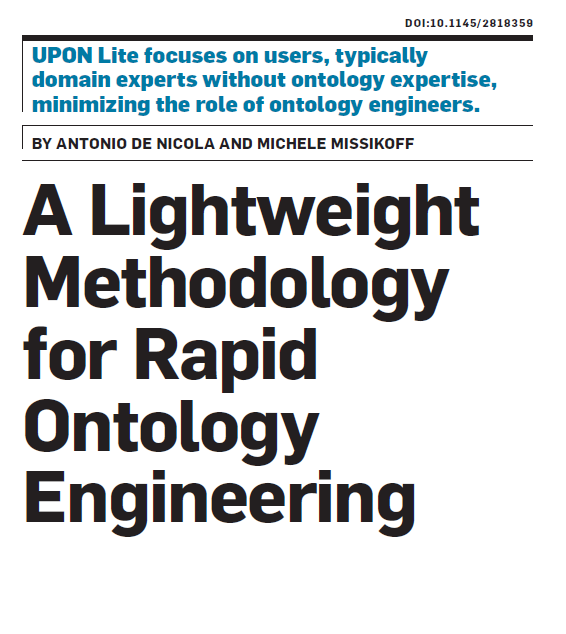 DOI:10.1145/2818359
UPON Lite focuses on users, typically
domain experts without ontology expertise,
minimizing the role of ontology engineers.
BY ANTONIO DE NICOLA AND MICHELE MISSIKOFF
A Lightweight
Methodology
for Rapid
Ontology
Engineering